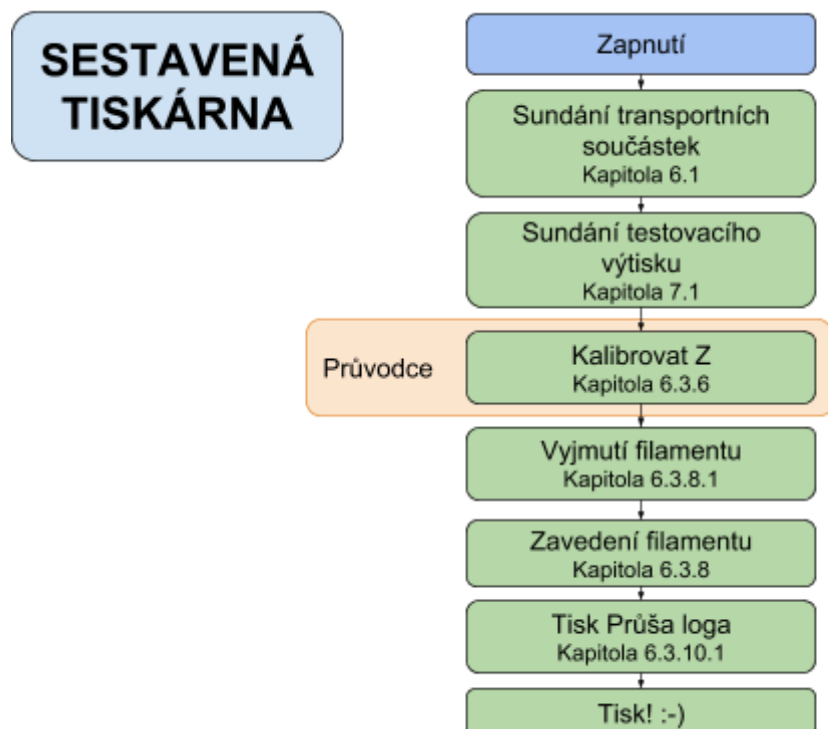 SESTAVENÁ
TISKÁRNA
Zapnutí
Sundání transportních
součástek
Kapitola 6.1
Sundání testovacího
výtisku
Kapitola 7.1
Průvodce
Kalibrovat Z
Kapitola 6.3.6
Vyjmutí filamentu
Kapitola 6.3.8.1
Zavedení filamentu
Kapitola 6.3.8
Tisk Průša loga
Kapitola 6.3.10.1
Tisk! :-)